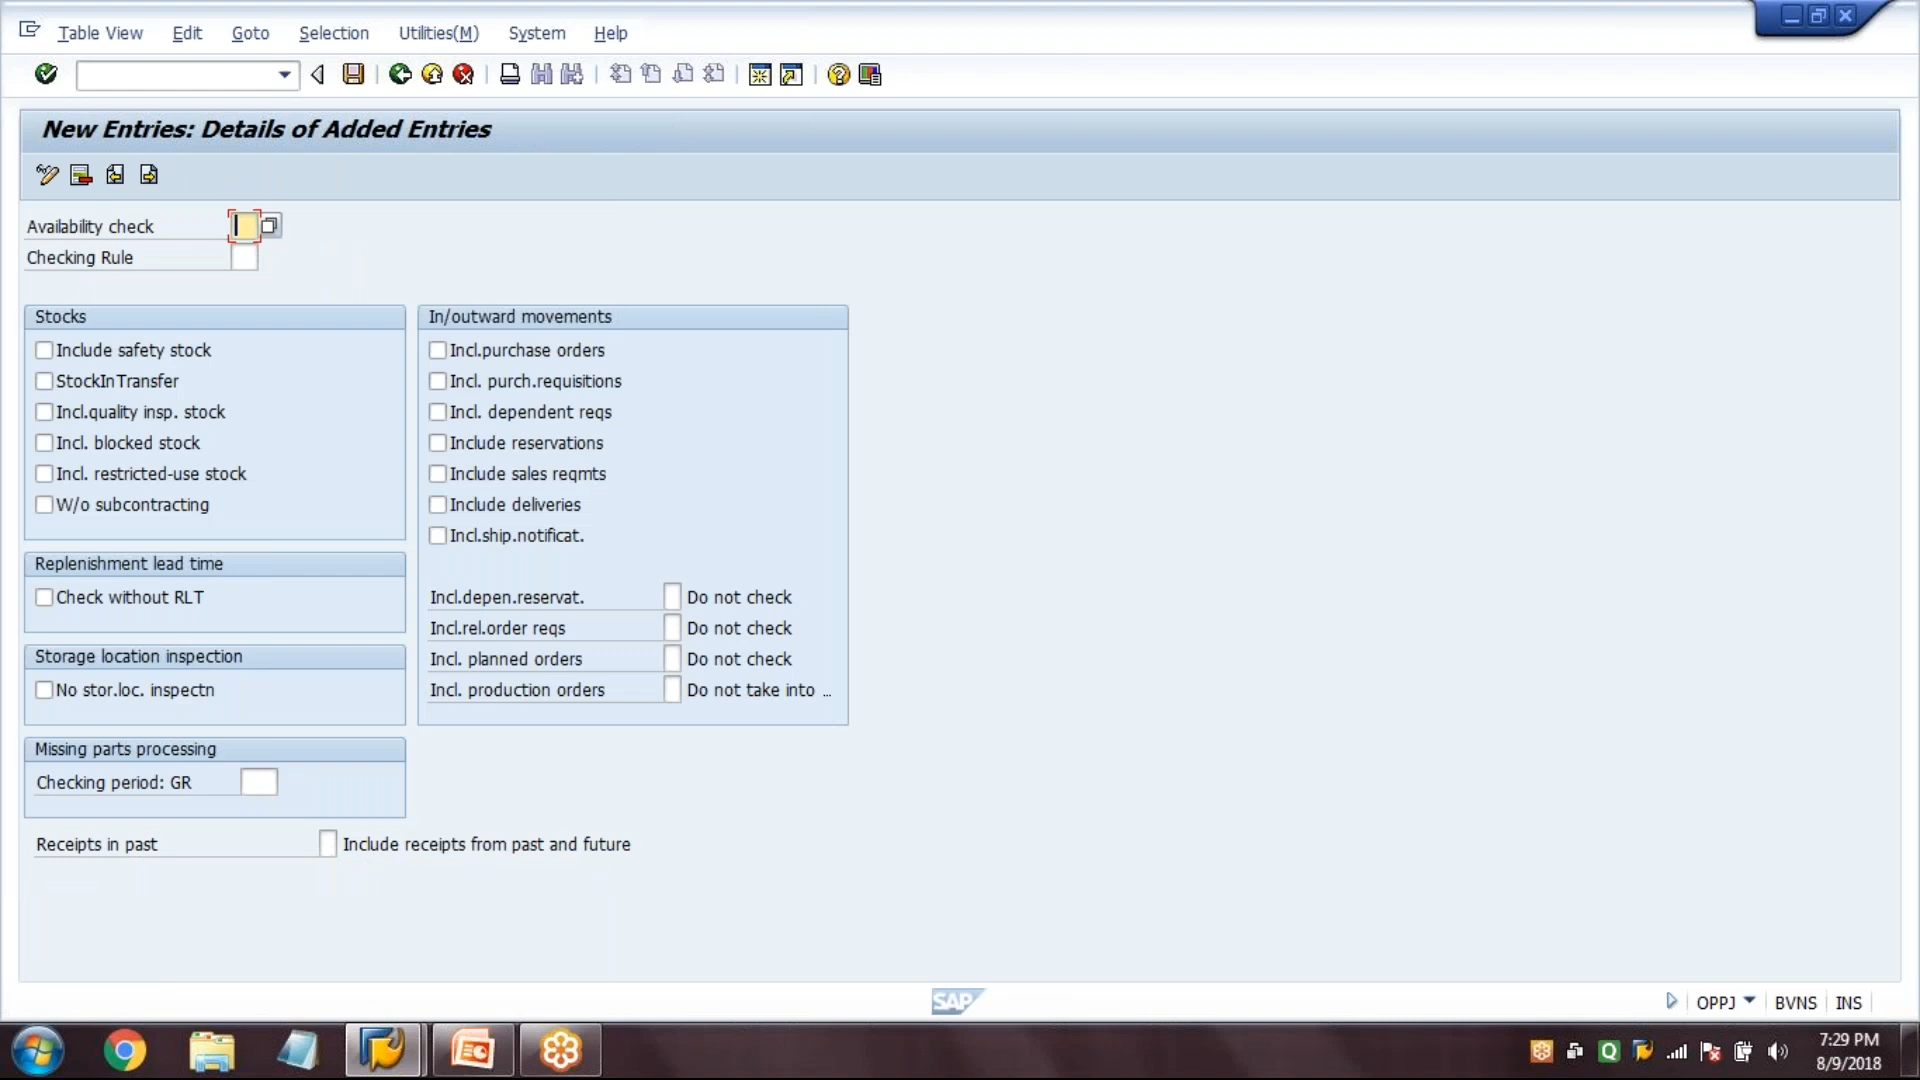 Table View Edit Goto Selection Utilities(M) System Help
New Entries: Details of Added Entries
Availability check
Checking Rule
Stocks
Include safety stock
StockInTransfer
Incl.quality insp. stock
Incl. blocked stock
Incl. restricted-use stock
W/o subcontracting
Replenishment lead time
Check without RLT
Storage location inspection
No stor.loc. inspectn
Missing parts processing
Checking period: GR
In/outward movements
Incl.purchase orders
Incl. purch.requisitions
Incl. dependent reqs
Include reservations
Include sales reqmts
Include deliveries
Incl.ship.notificat.
Incl.depen.reservat. Do not check
Incl.rel.order reqs Do not check
Incl. planned orders Do not check
Incl. production orders Do not take into ...
Receipts in past Include receipts from past and future
SAP
OPPJ BVNS INS
7:29 PM
8/9/2018